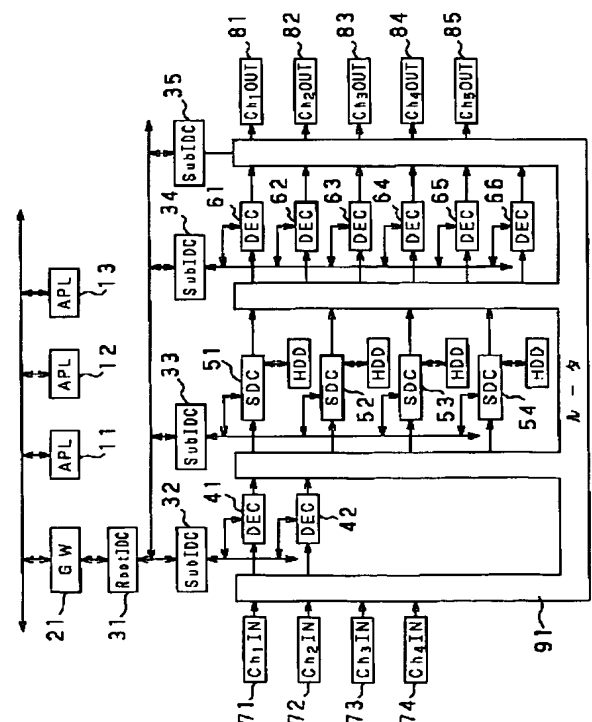 APL
11
APL
12
APL
13
GW
21
RootIDC
31
SubIDC
32
SubIDC
33
SubIDC
34
SubIDC
35
DEC
41
DEC
42
SDC
51
HDD
SDC
52
HDD
SDC
53
HDD
SDC
54
HDD
DEC
61
DEC
62
DEC
63
DEC
64
DEC
65
DEC
66
Ch1IN
71
Ch2IN
72
Ch3IN
73
Ch4IN
74
Ch1OUT
81
Ch2OUT
82
Ch3OUT
83
Ch4OUT
84
Ch5OUT
85
ルータ
91